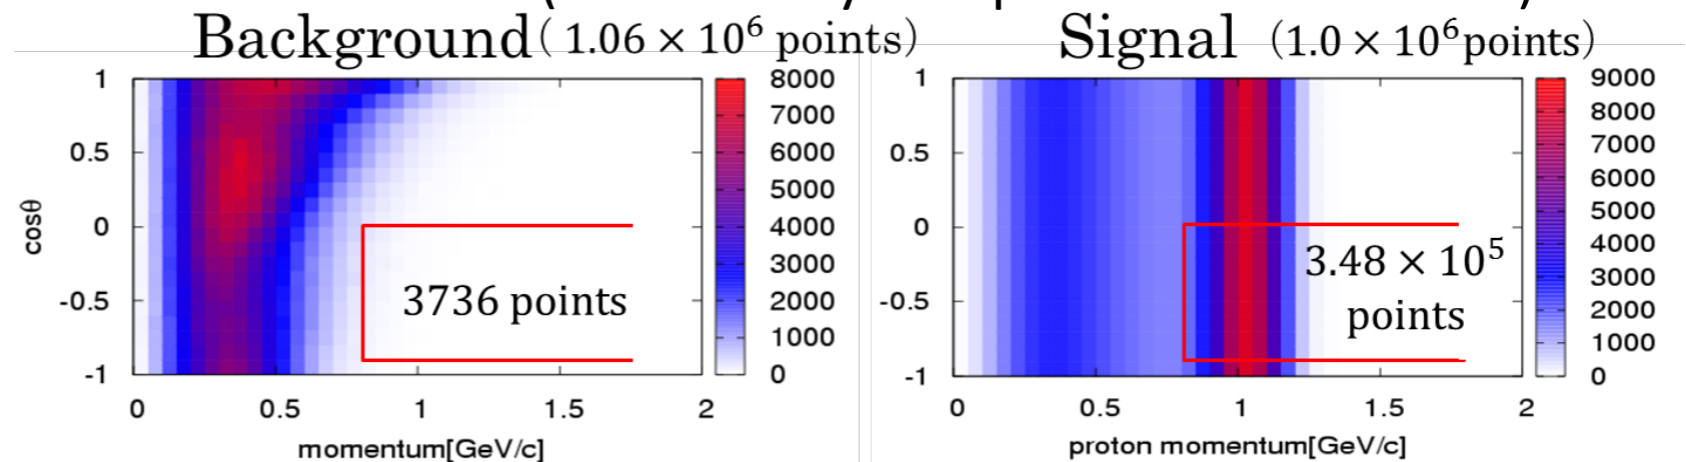 Background ( 1.06 × 10⁶ points)
Signal (1.0 × 10⁶points)
1
0.5
0
-0.5
-1
cosθ
0 0.5 1 1.5 2
momentum[GeV/c]
3736 points
8000
7000
6000
5000
4000
3000
2000
1000
0
1
0.5
0
-0.5
-1
0 0.5 1 1.5 2
proton momentum[GeV/c]
3.48 × 10⁵
points
9000
8000
7000
6000
5000
4000
3000
2000
1000
0